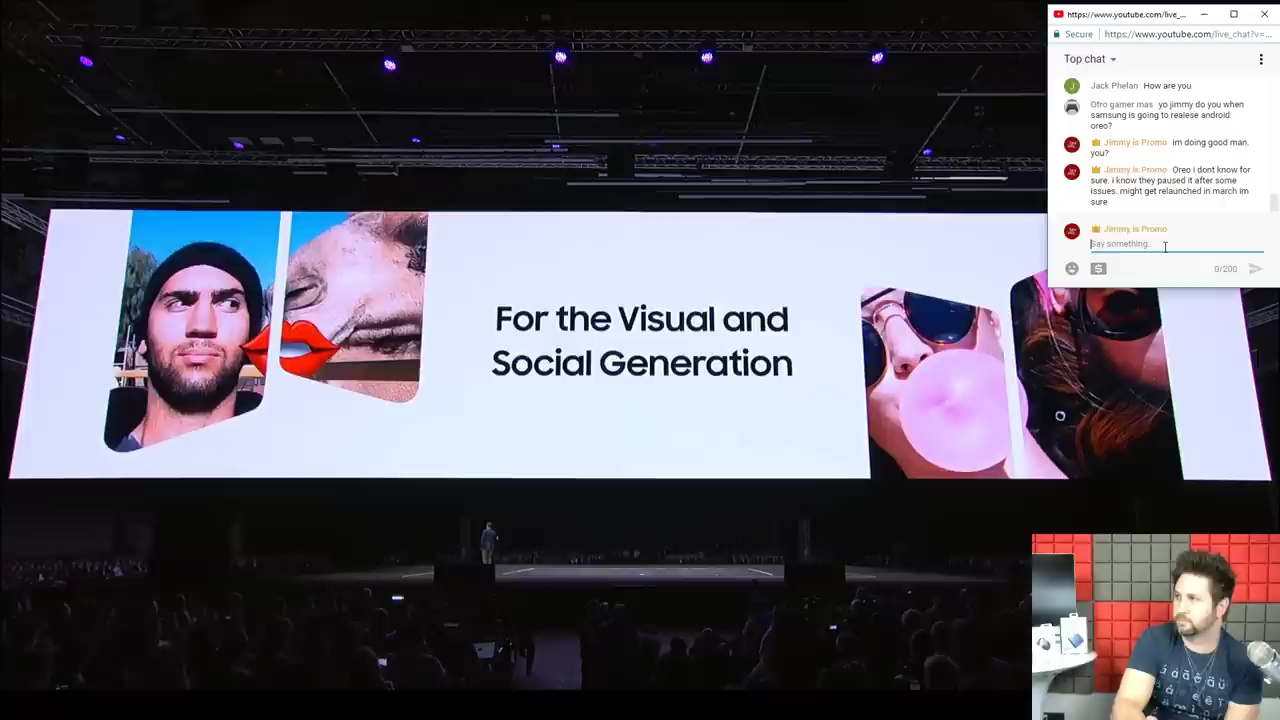 https://www.youtube.com/live_...
Secure
https://www.youtube.com/live_chat?v=...
Top chat
J
Jack Phelan How are you
Otro gamer mas yo jimmy do you when
samsung is going to realese android
oreo?
Jimmy is Promo im doing good man.
you?
Jimmy is Promo Oreo i dont know for
sure. i know they paused it after some
issues. might get relaunched in march im
sure
Jimmy is Promo
Say something...
$
0/200
For the Visual and
Social Generation